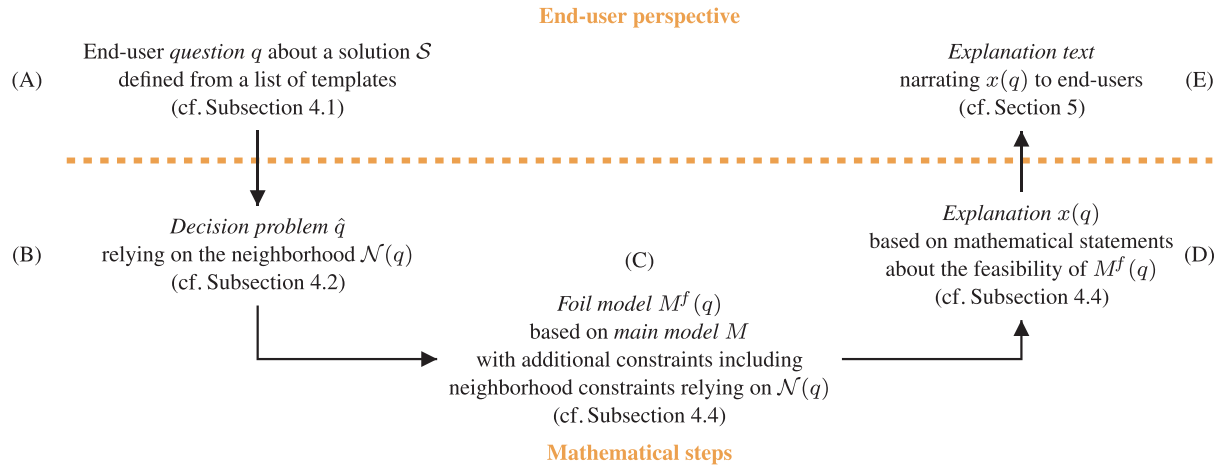 End-user perspective
(A)
End-user question q about a solution 𝒮
defined from a list of templates
(cf. Subsection 4.1)
Explanation text
narrating x(q) to end-users
(cf. Section 5)
(E)
(B)
Decision problem q̂
relying on the neighborhood 𝒩(q)
(cf. Subsection 4.2)
(C)
Foil model M^f(q)
based on main model M
with additional constraints including
neighborhood constraints relying on 𝒩(q)
(cf. Subsection 4.4)
Explanation x(q)
based on mathematical statements
about the feasibility of M^f(q)
(cf. Subsection 4.4)
(D)
Mathematical steps